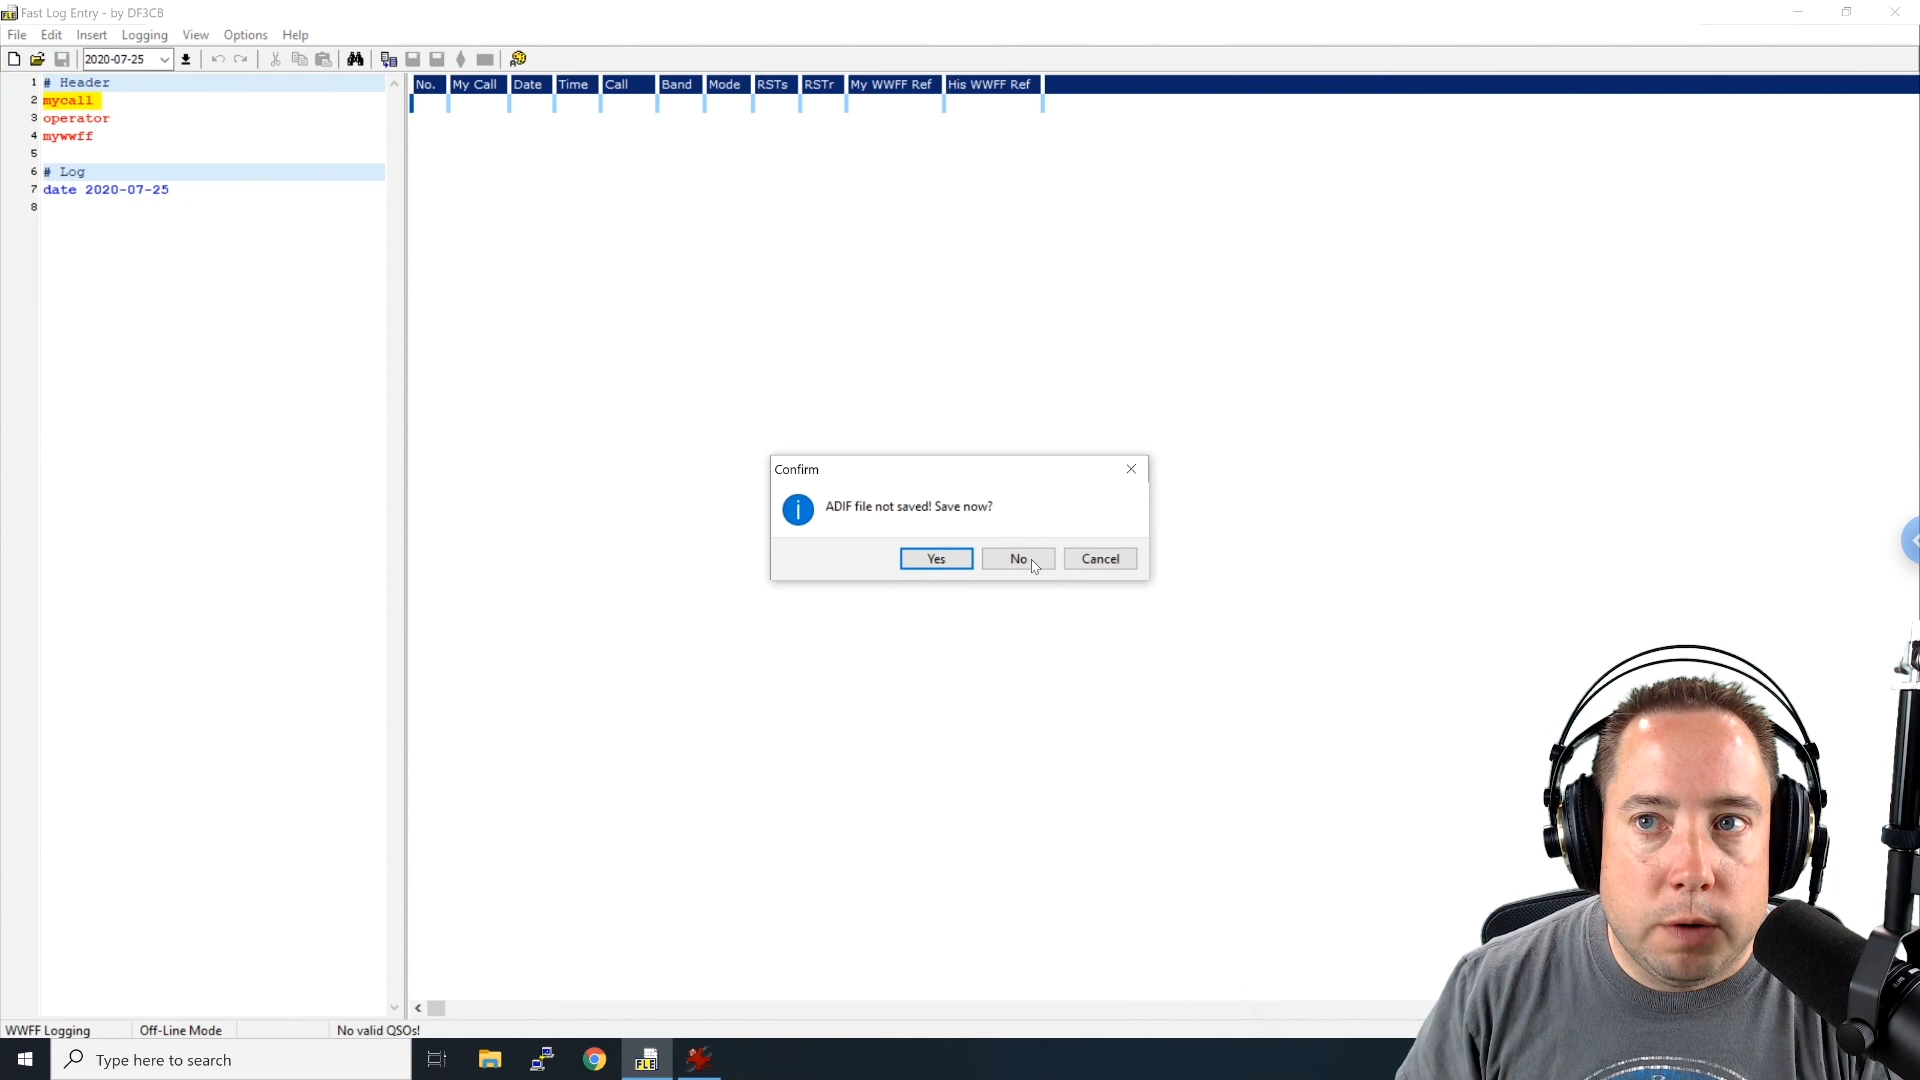 FLE Fast Log Entry - by DF3CB
File Edit Insert Logging View Options Help
2020-07-25
1 # Header
2 mycall
3 operator
4 mywwff
5
6 # Log
7 date 2020-07-25
8
No. My Call Date Time Call Band Mode RSTs RSTr My WWFF Ref His WWFF Ref
Confirm
ADIF file not saved! Save now?
Yes No Cancel
WWFF Logging Off-Line Mode No valid QSOs!
Type here to search FLE